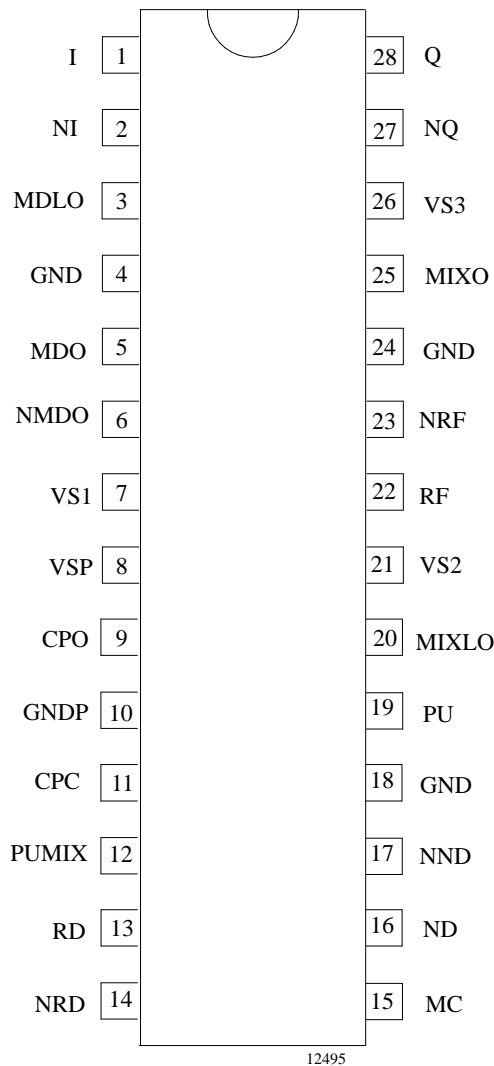 I 1 28 Q
NI 2 27 NQ
MDLO 3 26 VS3
GND 4 25 MIXO
MDO 5 24 GND
NMDO 6 23 NRF
VS1 7 22 RF
VSP 8 21 VS2
CPO 9 20 MIXLO
GNDP 10 19 PU
CPC 11 18 GND
PUMIX 12 17 NND
RD 13 16 ND
NRD 14 15 MC
12495